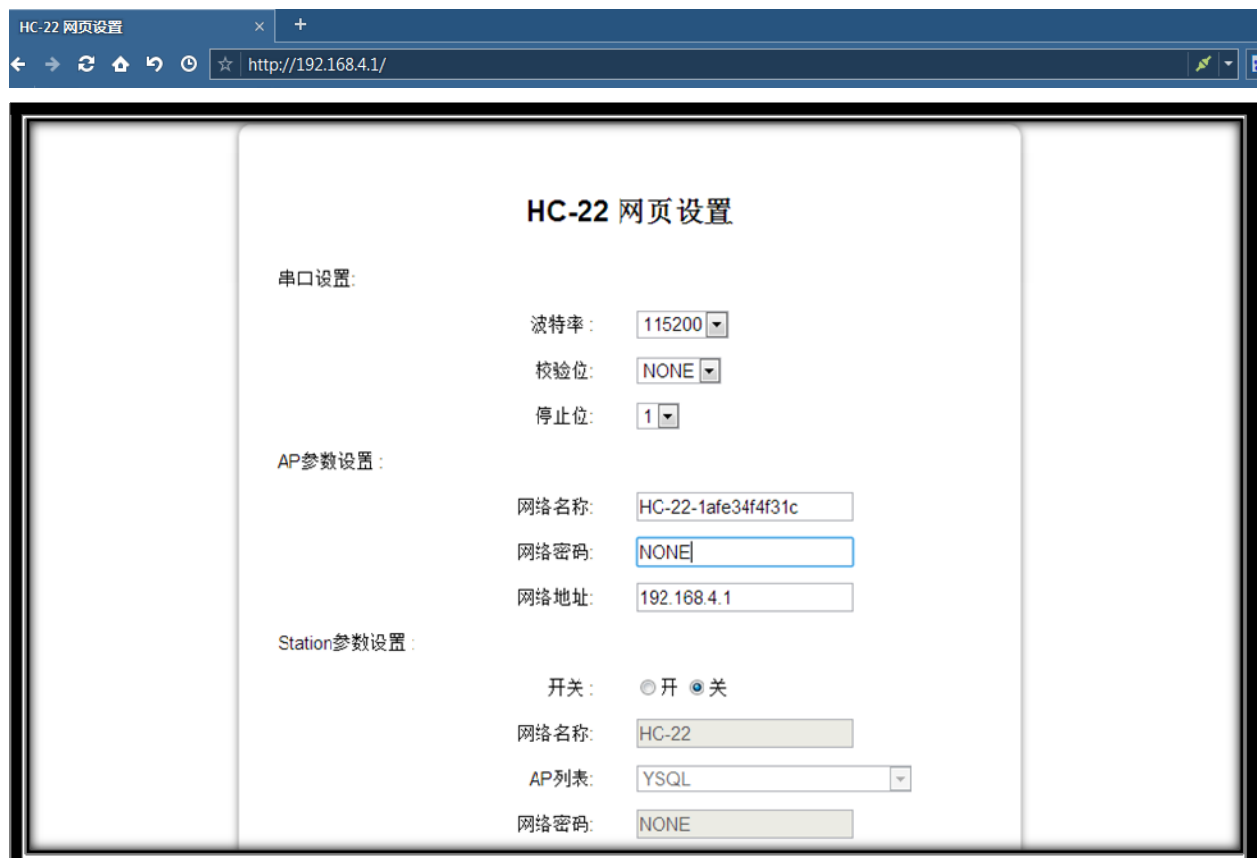 HC-22 网页设置
http://192.168.4.1/
HC-22 网页设置
串口设置:
波特率 : 115200
校验位: NONE
停止位: 1
AP参数设置 :
网络名称: HC-22-1afe34f4f31c
网络密码: NONE
网络地址: 192.168.4.1
Station参数设置 :
开关 : 开 关
网络名称: HC-22
AP列表: YSQL
网络密码: NONE